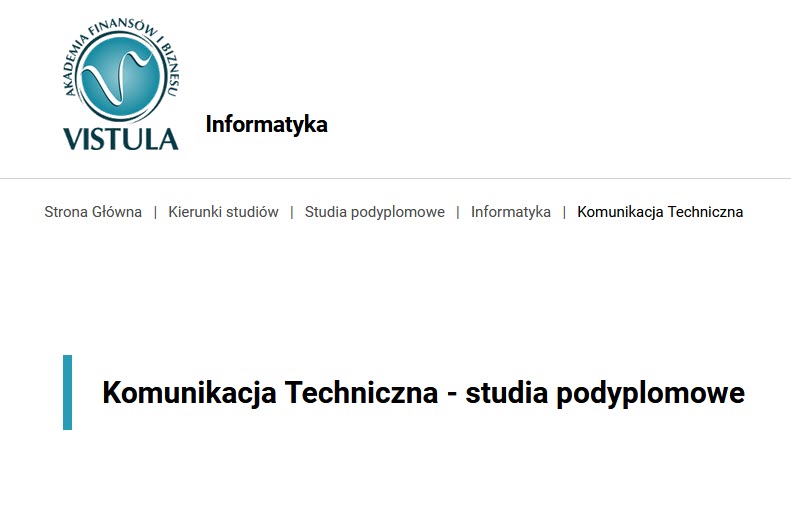 AKADEMIA FINANSÓW I BIZNESU
VISTULA
Informatyka
Strona Główna | Kierunki studiów | Studia podyplomowe | Informatyka | Komunikacja Techniczna
Komunikacja Techniczna - studia podyplomowe